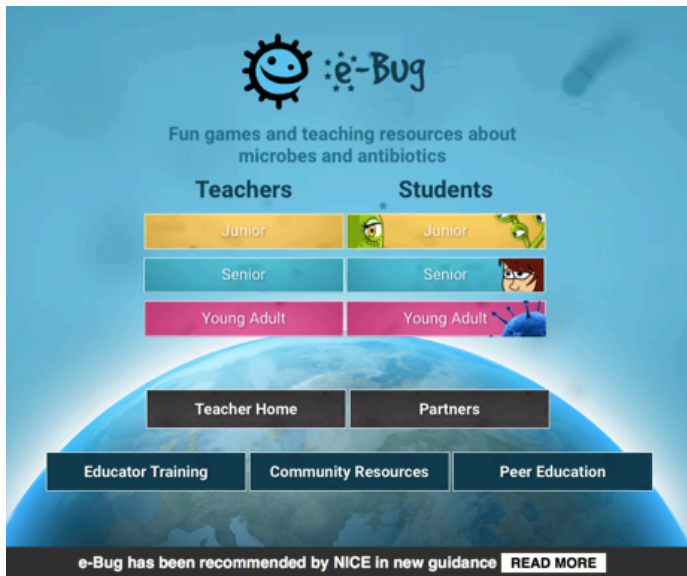 e-Bug
Fun games and teaching resources about
microbes and antibiotics
Teachers Students
Junior Junior
Senior Senior
Young Adult Young Adult
Teacher Home Partners
Educator Training Community Resources Peer Education
e-Bug has been recommended by NICE in new guidance READ MORE